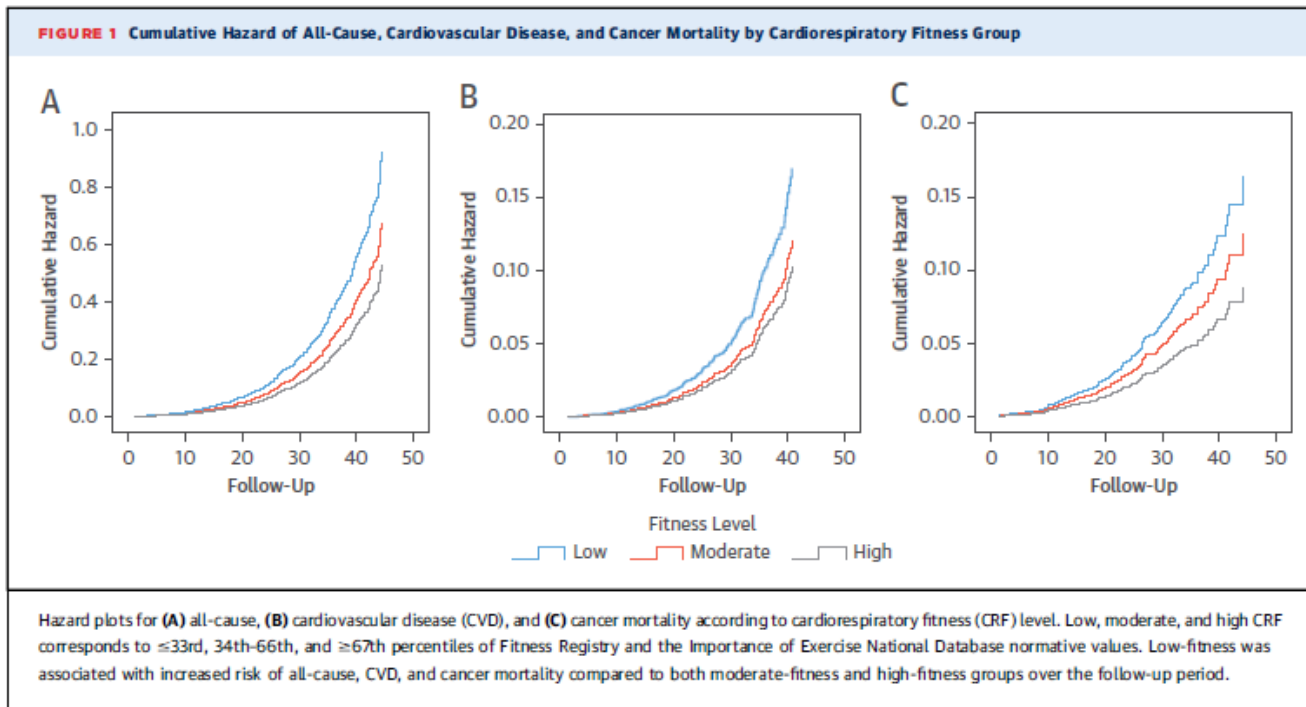 FIGURE 1 Cumulative Hazard of All-Cause, Cardiovascular Disease, and Cancer Mortality by Cardiorespiratory Fitness Group
A
1.0
0.8
0.6
0.4
0.2
0.0
Cumulative Hazard
0 10 20 30 40 50
Follow-Up
B
0.20
0.15
0.10
0.05
0.00
Cumulative Hazard
0 10 20 30 40 50
Follow-Up
C
0.20
0.15
0.10
0.05
0.00
Cumulative Hazard
0 10 20 30 40 50
Follow-Up
Fitness Level
Low Moderate High
Hazard plots for (A) all-cause, (B) cardiovascular disease (CVD), and (C) cancer mortality according to cardiorespiratory fitness (CRF) level. Low, moderate, and high CRF
corresponds to ≤33rd, 34th-66th, and ≥67th percentiles of Fitness Registry and the Importance of Exercise National Database normative values. Low-fitness was
associated with increased risk of all-cause, CVD, and cancer mortality compared to both moderate-fitness and high-fitness groups over the follow-up period.